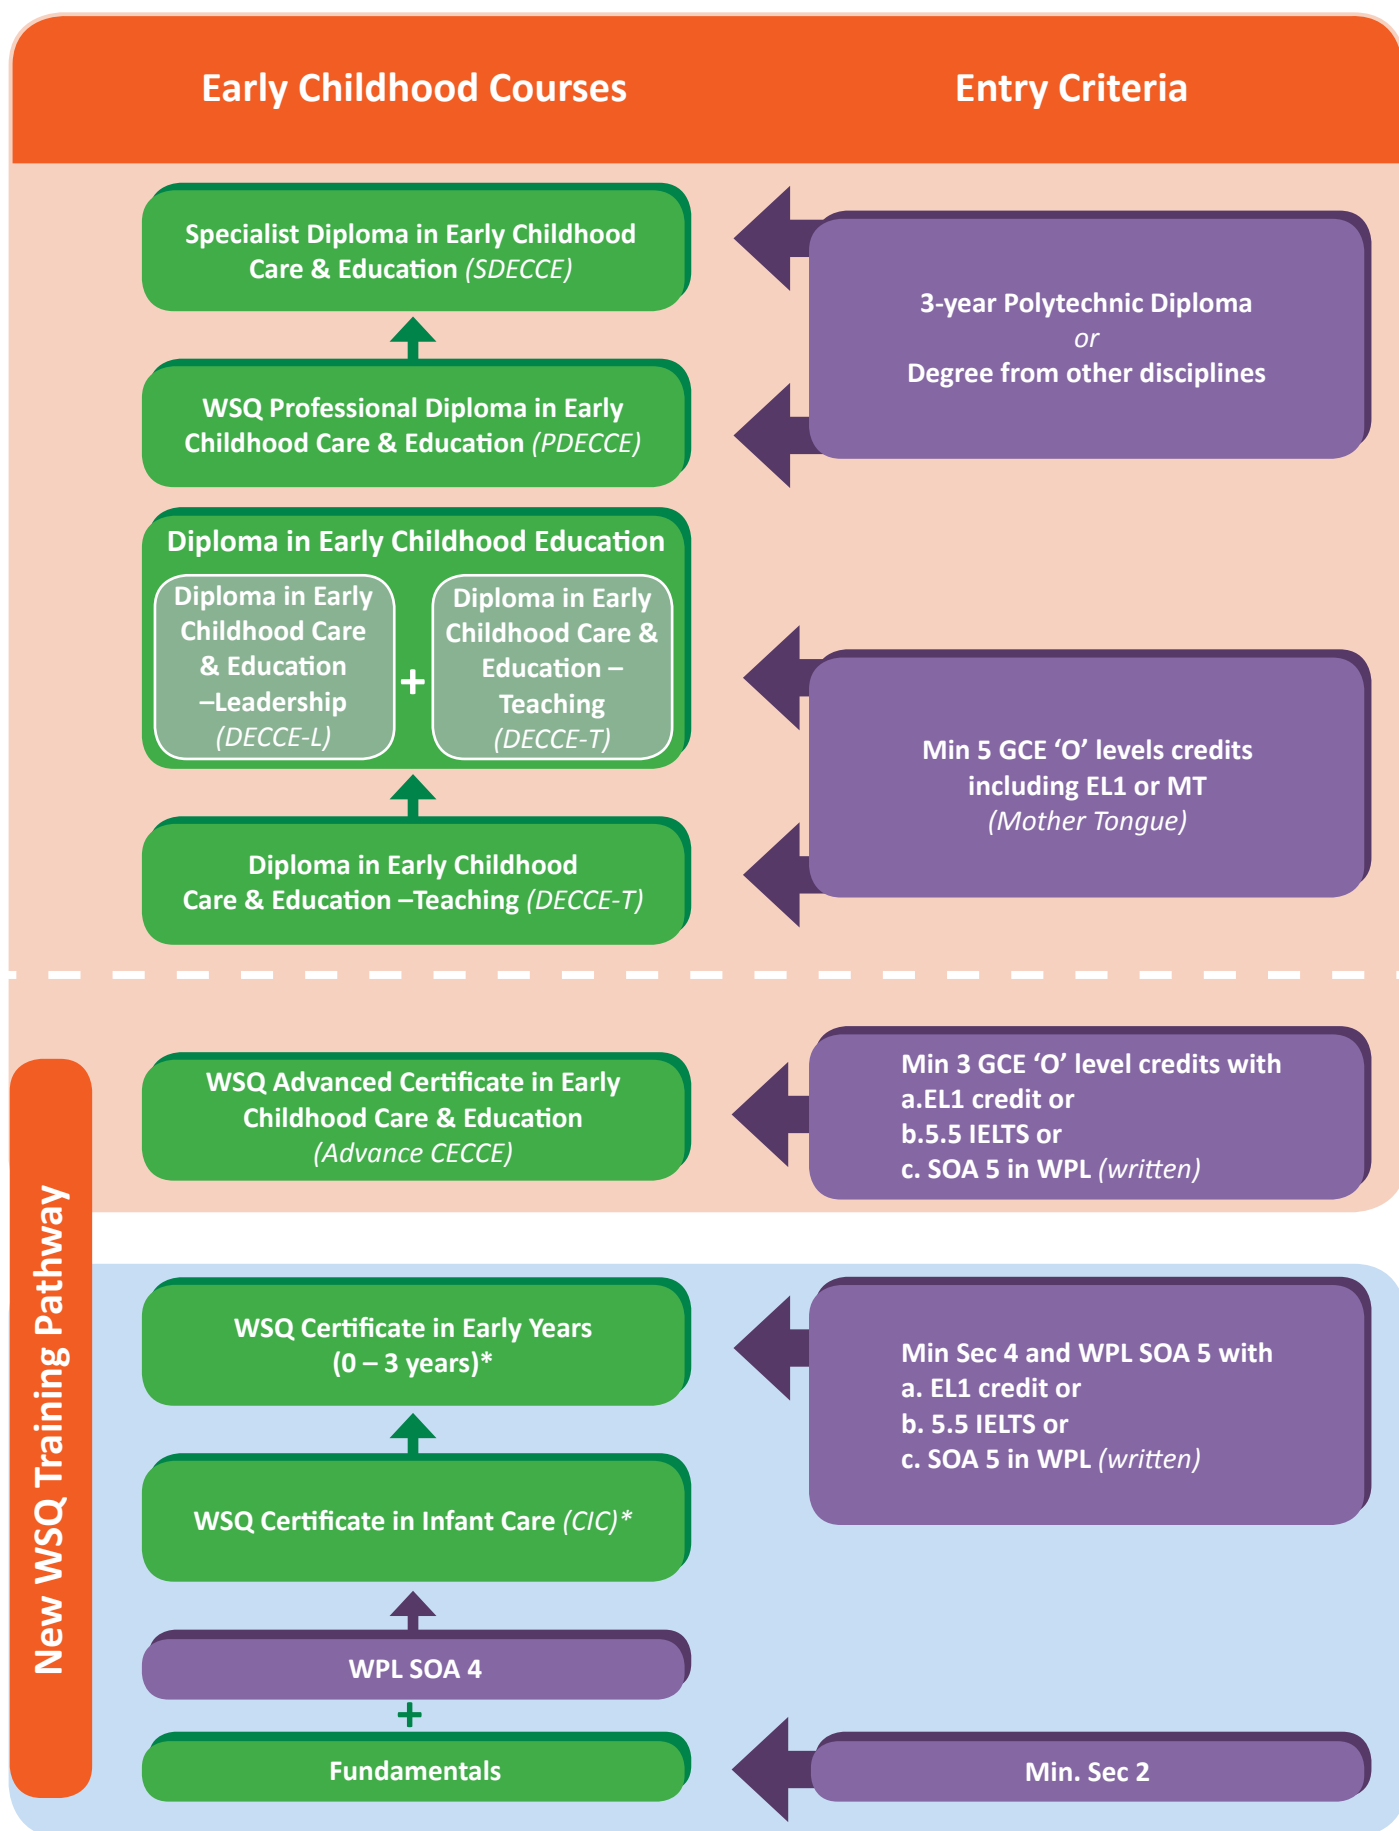 Early Childhood Courses
Entry Criteria
Specialist Diploma in Early Childhood
Care & Education (SDECCE)
3-year Polytechnic Diploma
or
Degree from other disciplines
WSQ Professional Diploma in Early
Childhood Care & Education (PDECCE)
Diploma in Early Childhood Education
Diploma in Early
Childhood Care
& Education
–Leadership
(DECCE-L)
+
Diploma in Early
Childhood Care &
Education –
Teaching
(DECCE-T)
Min 5 GCE ‘O’ levels credits
including EL1 or MT
(Mother Tongue)
Diploma in Early Childhood
Care & Education –Teaching (DECCE-T)
New WSQ Training Pathway
WSQ Advanced Certificate in Early
Childhood Care & Education
(Advance CECCE)
Min 3 GCE ‘O’ level credits with
a.EL1 credit or
b.5.5 IELTS or
c. SOA 5 in WPL (written)
WSQ Certificate in Early Years
(0 – 3 years)*
Min Sec 4 and WPL SOA 5 with
a. EL1 credit or
b. 5.5 IELTS or
c. SOA 5 in WPL (written)
WSQ Certificate in Infant Care (CIC)*
WPL SOA 4
+
Fundamentals
Min. Sec 2